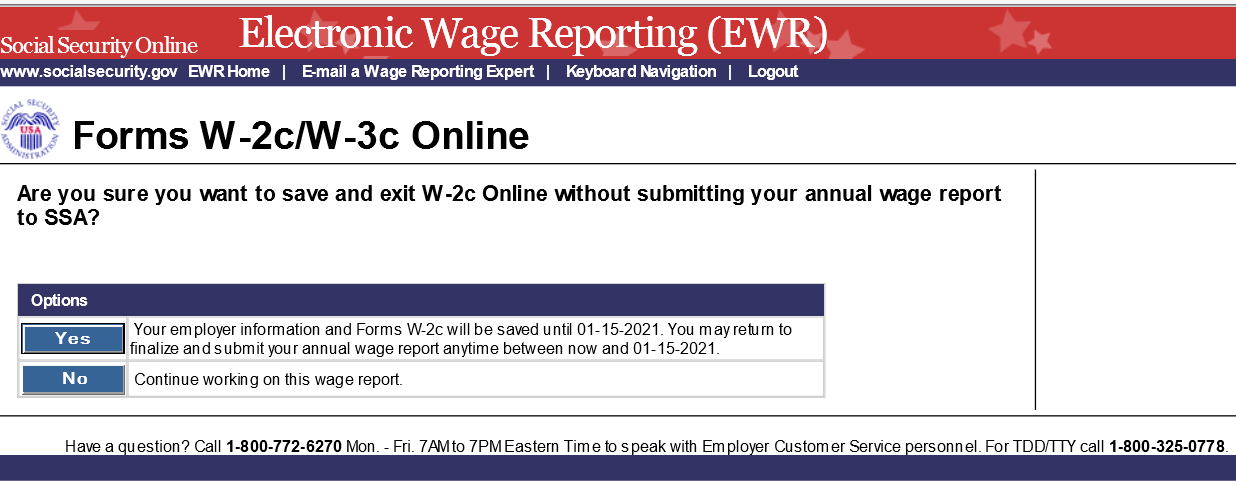 Social Security Online
Electronic Wage Reporting (EWR)
www.socialsecurity.gov EWR Home | E-mail a Wage Reporting Expert | Keyboard Navigation | Logout
SOCIAL SECURITY ADMINISTRATION
USA
Forms W-2c/W-3c Online
Are you sure you want to save and exit W-2c Online without submitting your annual wage report
to SSA?
Options
Yes
Your employer information and Forms W-2c will be saved until 01-15-2021. You may return to
finalize and submit your annual wage report anytime between now and 01-15-2021.
No
Continue working on this wage report.
Have a question? Call 1-800-772-6270 Mon. - Fri. 7AM to 7PM Eastern Time to speak with Employer Customer Service personnel. For TDD/TTY call 1-800-325-0778.